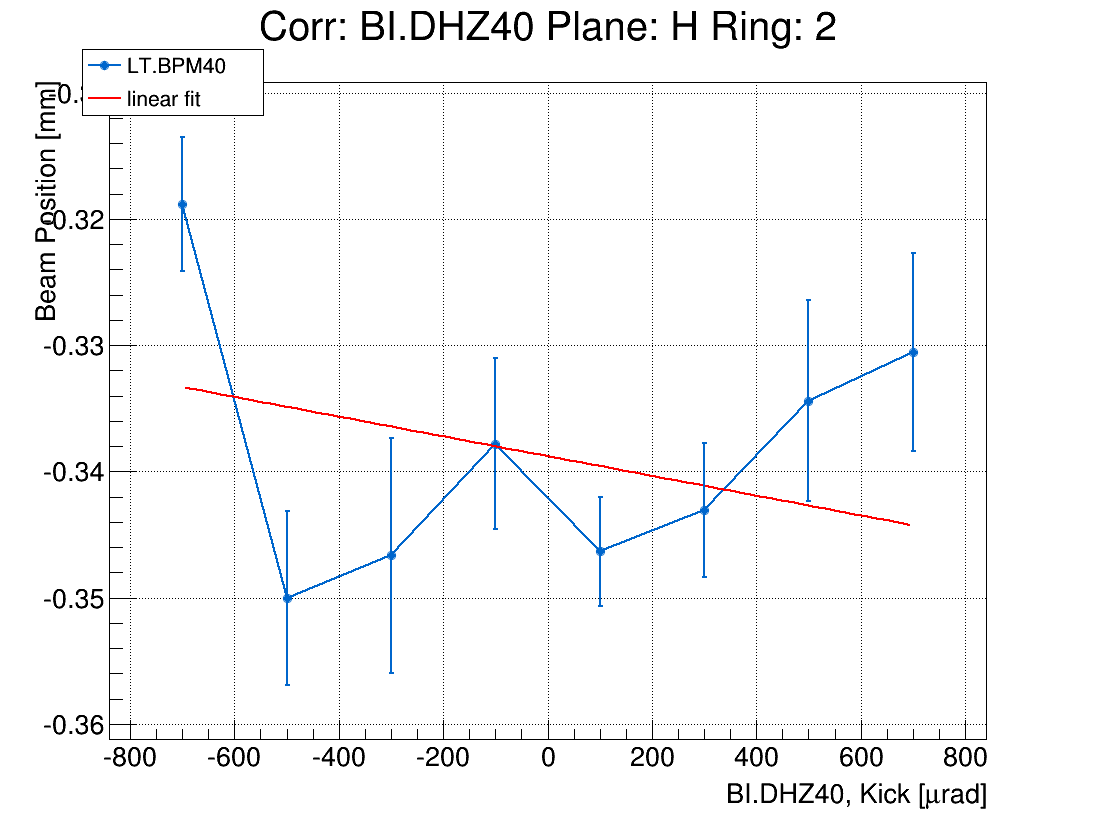 Corr: BI.DHZ40 Plane: H Ring: 2
LT.BPM40
linear fit
Beam Position [mm]
-0.32
-0.33
-0.34
-0.35
-0.36
-800 -600 -400 -200 0 200 400 600 800
BI.DHZ40, Kick [μrad]